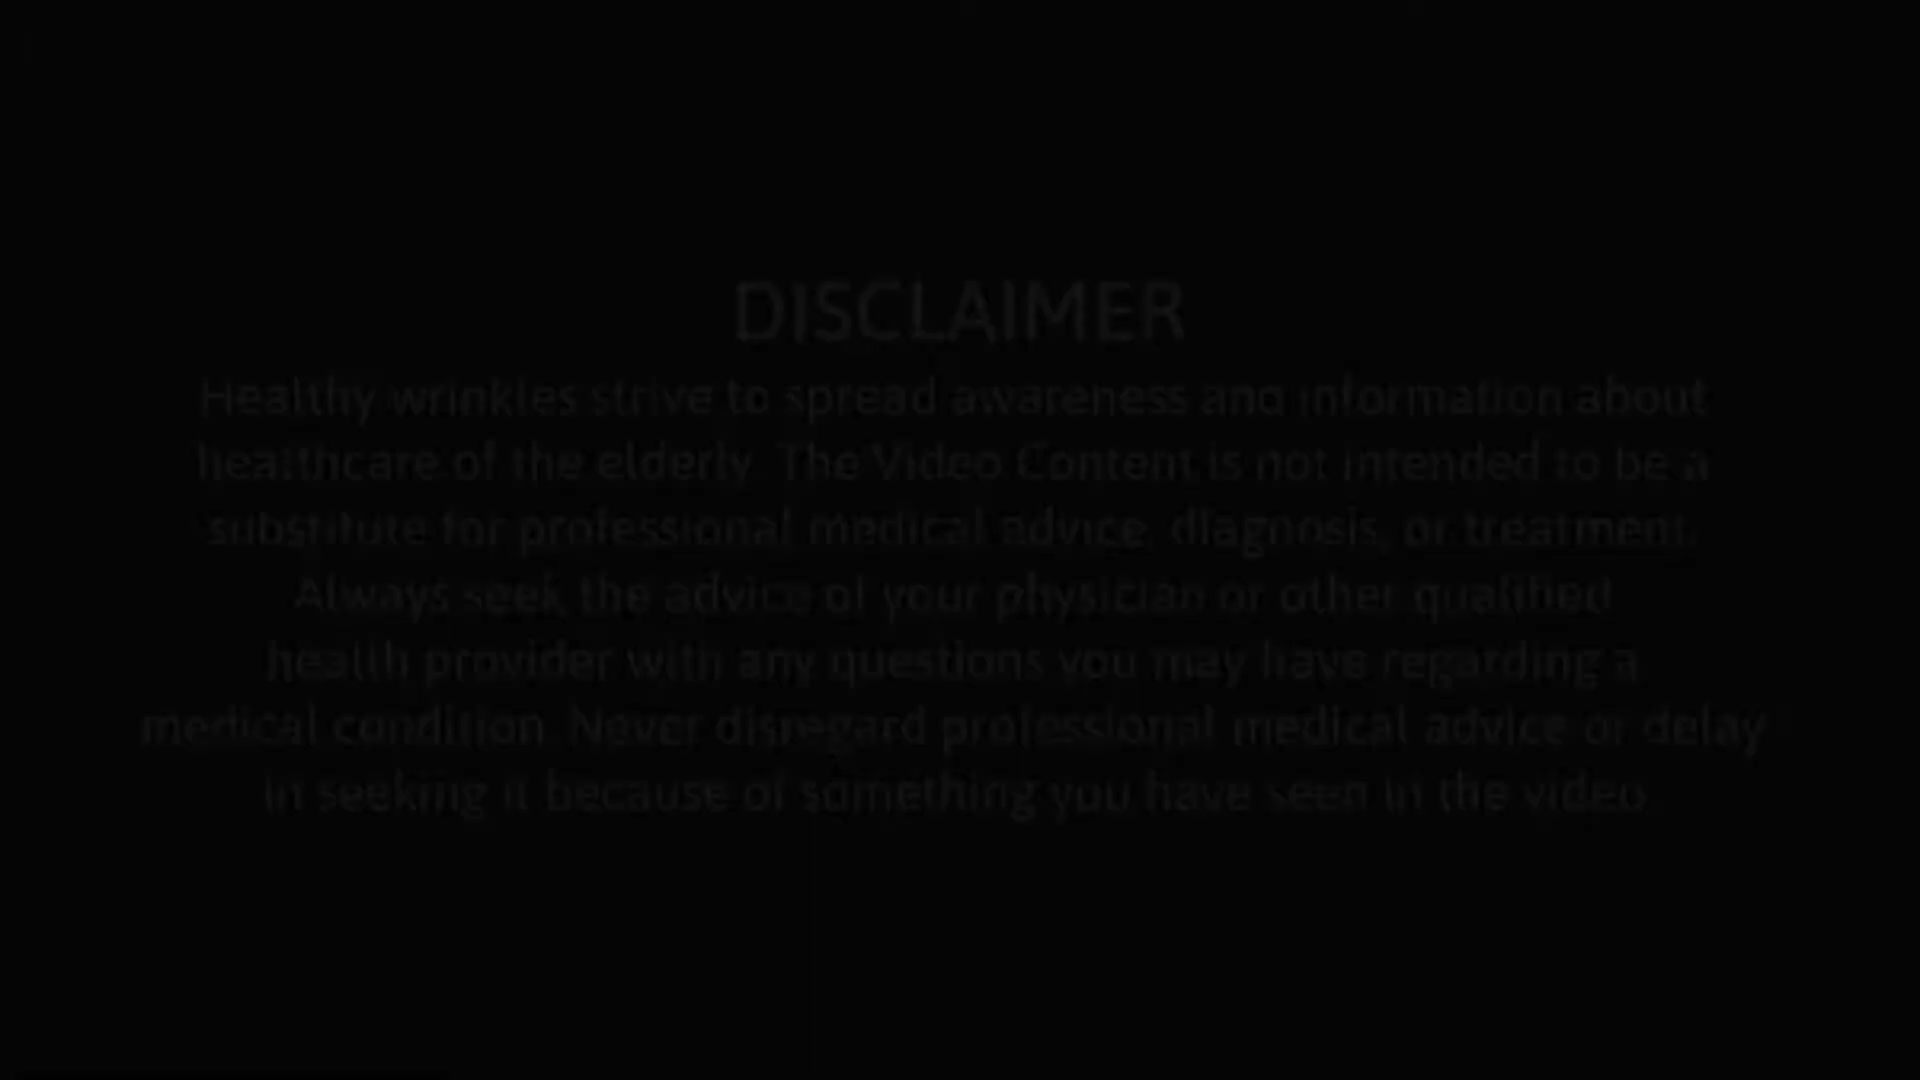 DISCLAIMER
Healthy wrinkles strive to spread awareness and information about
healthcare of the elderly. The Video Content is not intended to be a
substitute for professional medical advice, diagnosis, or treatment.
Always seek the advice of your physician or other qualified
health provider with any questions you may have regarding a
medical condition. Never disregard professional medical advice or delay
in seeking it because of something you have seen in the video